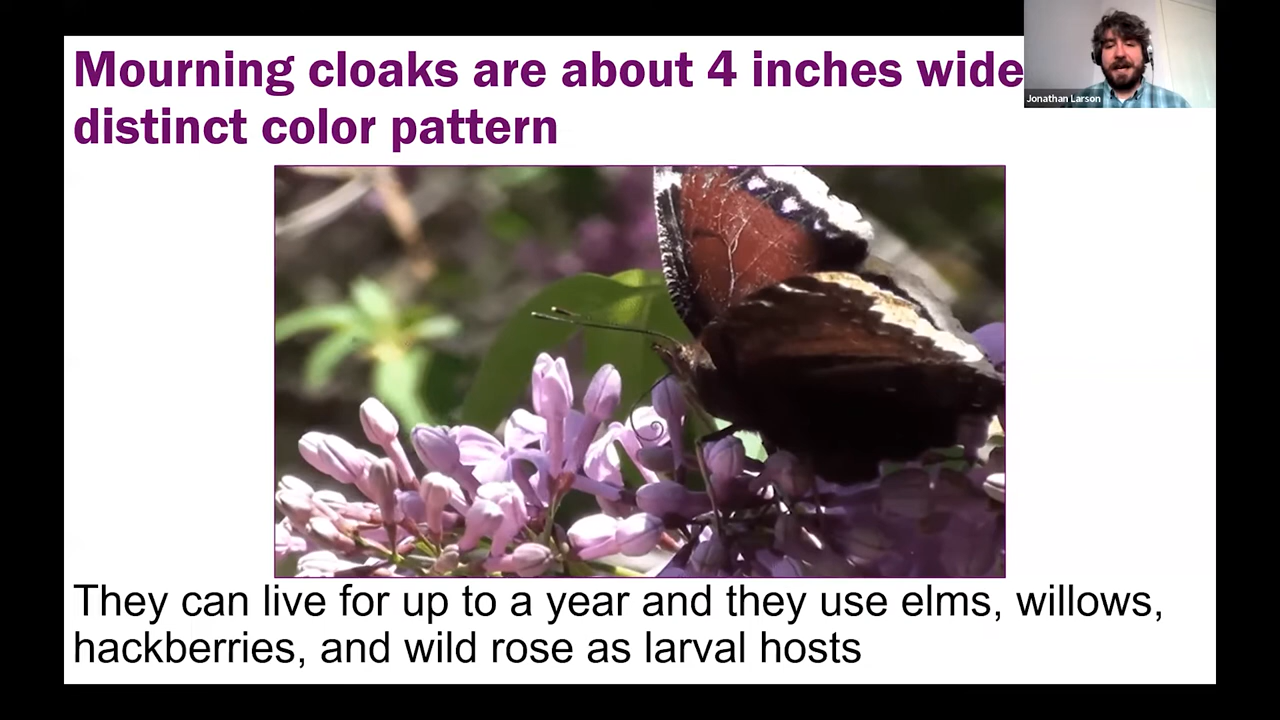 Mourning cloaks are about 4 inches wide
distinct color pattern
Jonathan Larson
They can live for up to a year and they use elms, willows,
hackberries, and wild rose as larval hosts